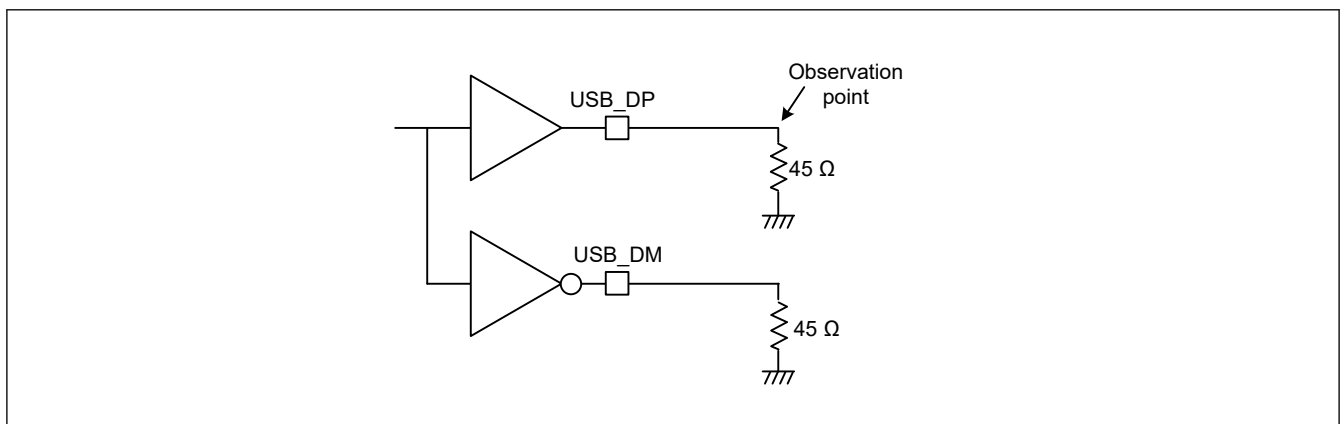 Observation
point
USB_DP
45 Ω
USB_DM
45 Ω